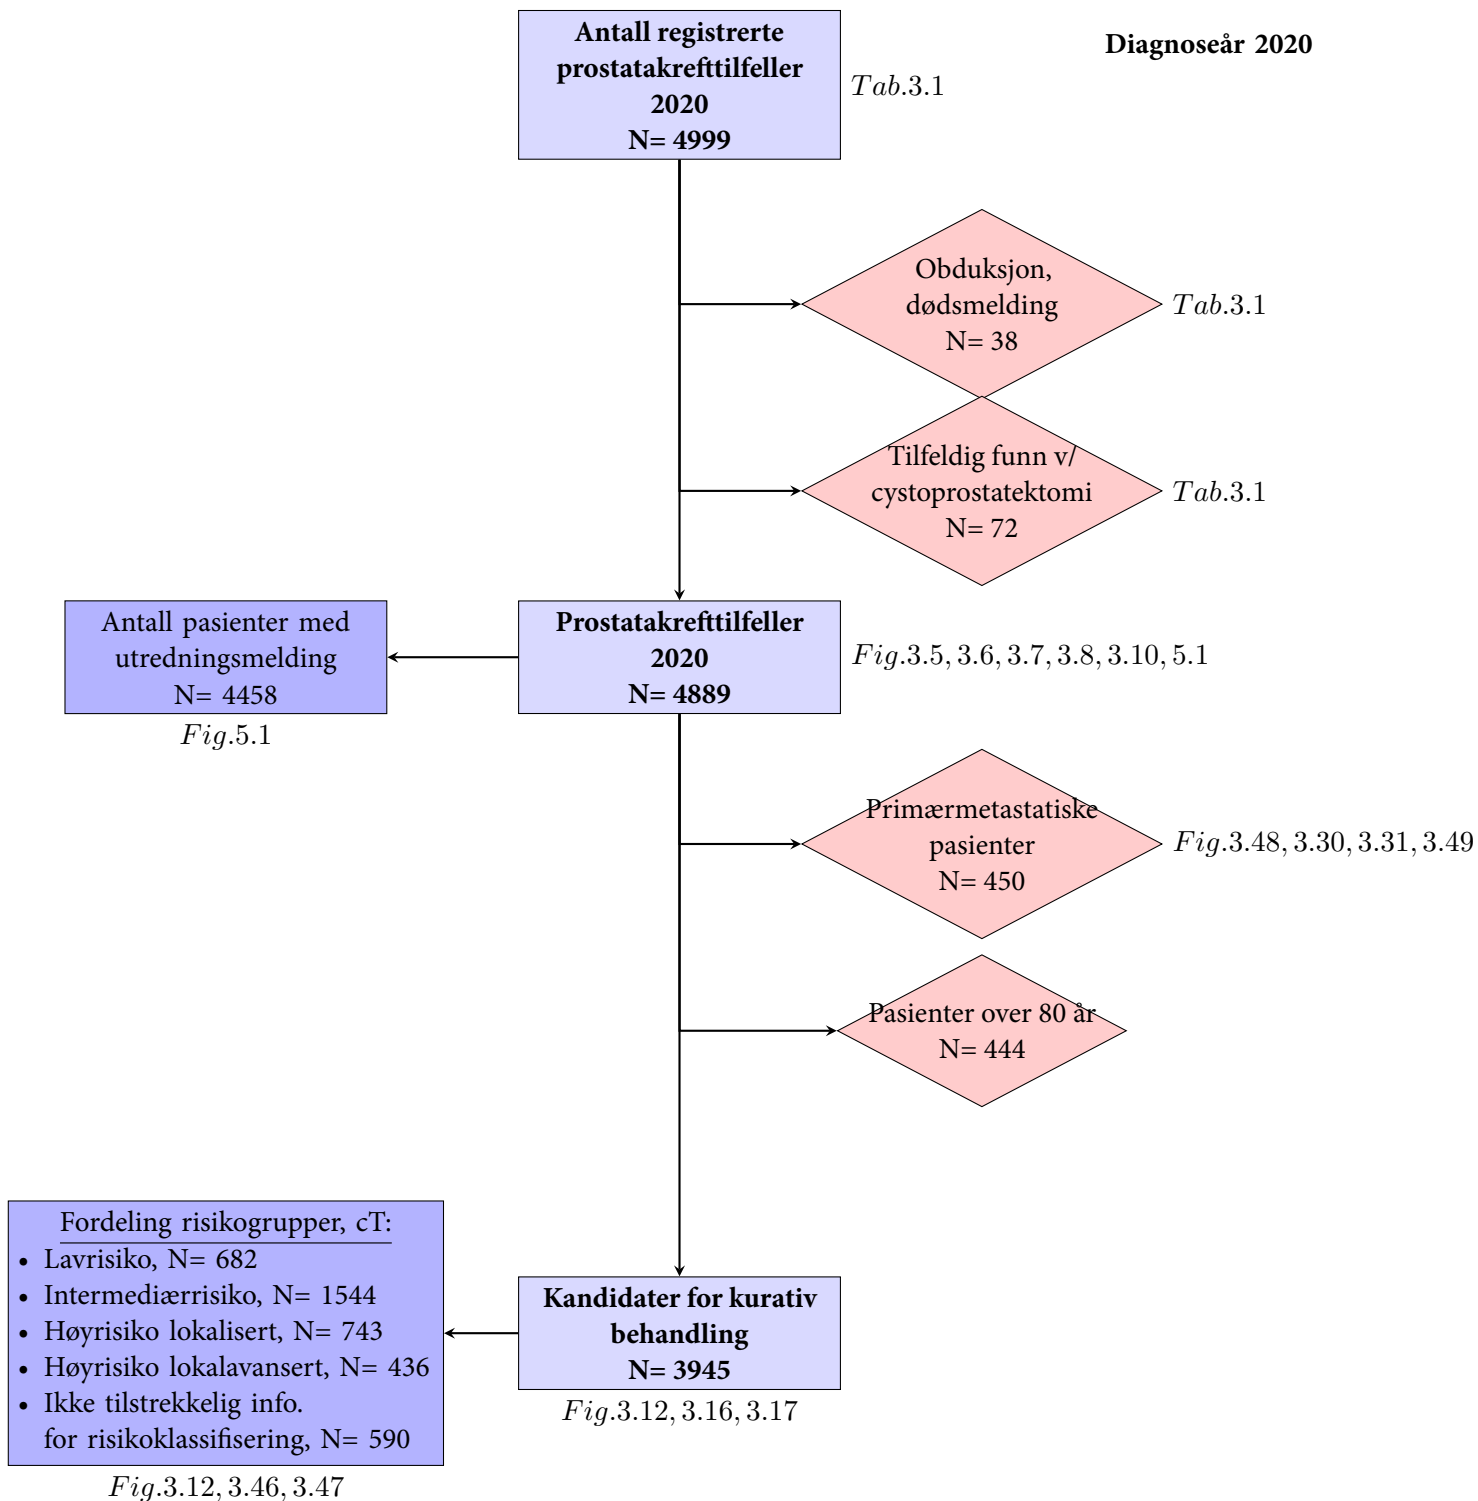 Antall registrerte
prostatakrefttilfeller
2020
N= 4999
Tab.3.1
Diagnoseår 2020
Obduksjon,
dødsmelding
N= 38
Tab.3.1
Tilfeldig funn v/
cystoprostatektomi
N= 72
Tab.3.1
Antall pasienter med
utredningsmelding
N= 4458
Fig.5.1
Prostatakrefttilfeller
2020
N= 4889
Fig.3.5, 3.6, 3.7, 3.8, 3.10, 5.1
Primærmetastatiske
pasienter
N= 450
Fig.3.48, 3.30, 3.31, 3.49
Pasienter over 80 år
N= 444
Fordeling risikogrupper, cT:
• Lavrisiko, N= 682
• Intermediærrisiko, N= 1544
• Høyrisiko lokalisert, N= 743
• Høyrisiko lokalavansert, N= 436
• Ikke tilstrekkelig info.
for risikoklassifisering, N= 590
Fig.3.12, 3.46, 3.47
Kandidater for kurativ
behandling
N= 3945
Fig.3.12, 3.16, 3.17